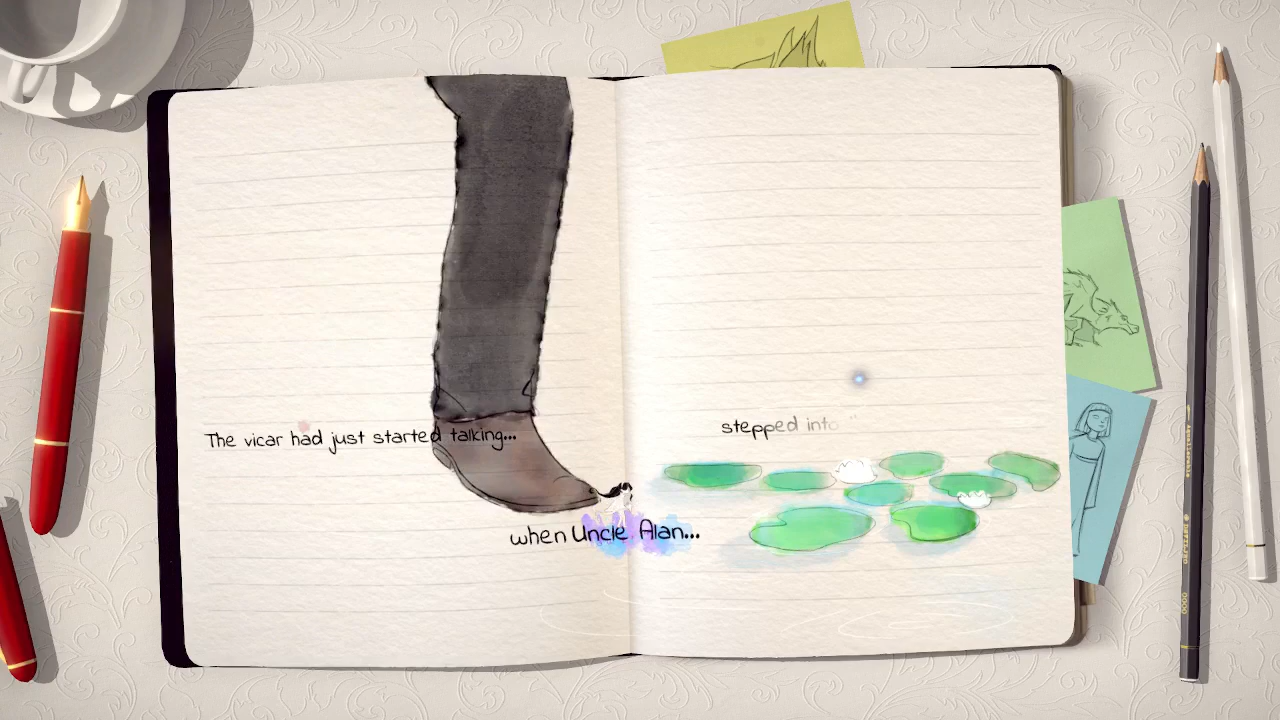 The vicar had just started talking...
when Uncle Alan...
stepped into